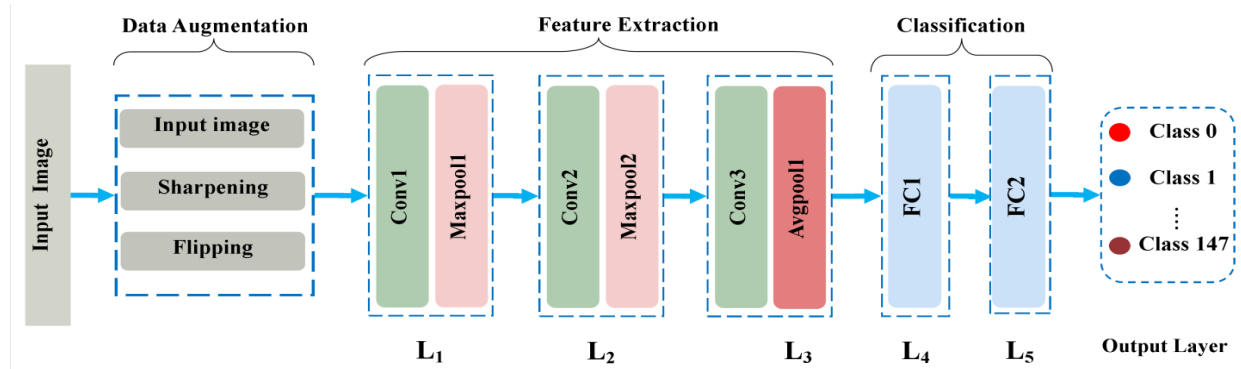 Data Augmentation
Feature Extraction
Classification
Input Image
Input image
Sharpening
Flipping
Conv1
Maxpool1
Conv2
Maxpool2
Conv3
Avgpool1
FC1
FC2
Class 0
Class 1
.....
Class 147
L₁
L₂
L₃
L₄
L₅
Output Layer